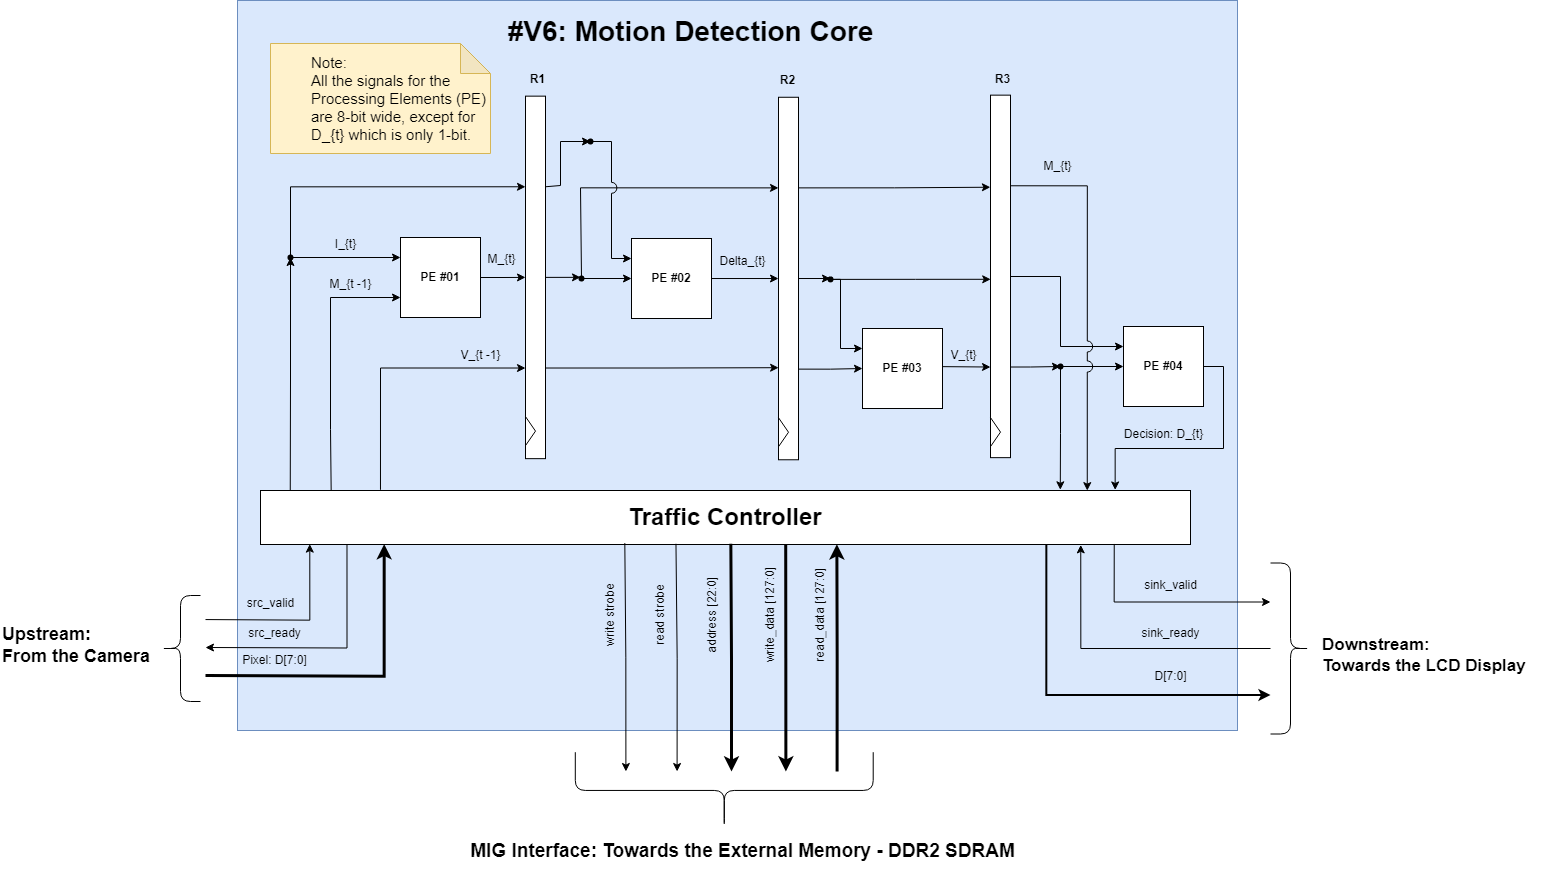 #V6: Motion Detection Core
Note:
All the signals for the
Processing Elements (PE)
are 8-bit wide, except for
D_{t} which is only 1-bit.
R1
R2
R3
M_{t}
I_{t}
M_{t -1}
PE #01
M_{t}
PE #02
Delta_{t}
V_{t -1}
PE #03
V_{t}
PE #04
Decision: D_{t}
Traffic Controller
src_valid
src_ready
Pixel: D[7:0]
Upstream:
From the Camera
write strobe
read strobe
address [22:0]
write_data [127:0]
read_data [127:0]
sink_valid
sink_ready
D[7:0]
Downstream:
Towards the LCD Display
MIG Interface: Towards the External Memory - DDR2 SDRAM